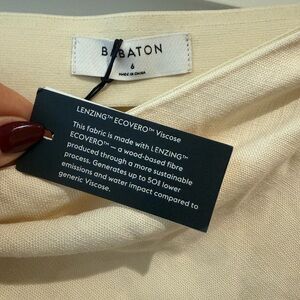 BABATON
6
MADE IN CHINA
LENZING™ ECOVERO™ Viscose
This fabric is made with LENZING™
ECOVERO™ — a wood-based fibre
produced through a more sustainable
process. Generates up to 50% lower
emissions and water impact compared to
generic Viscose.